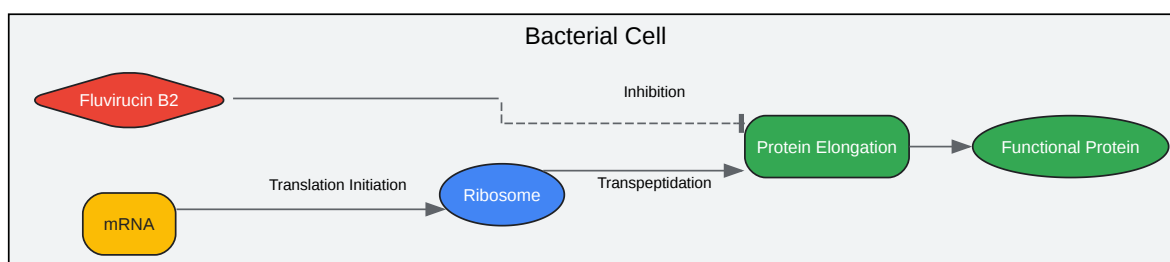 Bacterial Cell
Fluvirucin B2
Inhibition
Protein Elongation
Functional Protein
Translation Initiation
Ribosome
Transpeptidation
mRNA